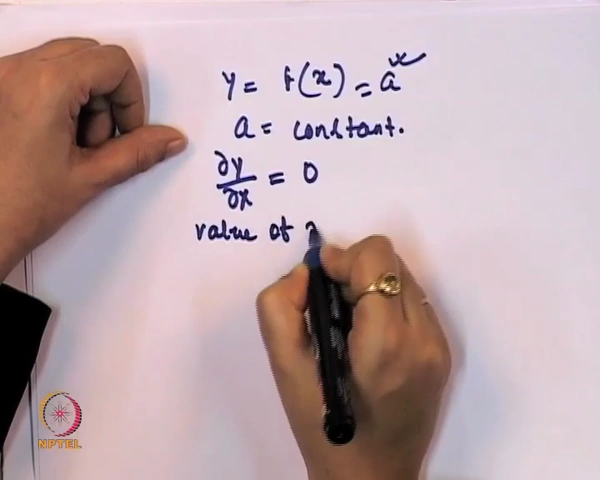 y = f(x) = a^x
a = constant.
∂y/∂x = 0
value of
NPTEL